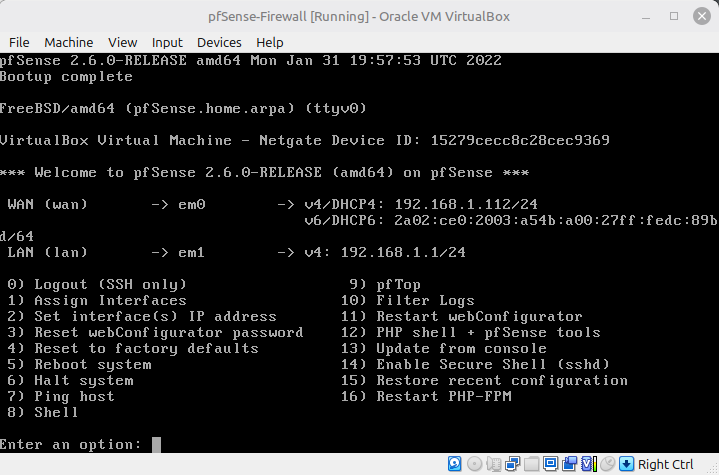 pfSense-Firewall [Running] - Oracle VM VirtualBox
File Machine View Input Devices Help
pfSense 2.6.0-RELEASE amd64 Mon Jan 31 19:57:53 UTC 2022
Bootup complete
FreeBSD/amd64 (pfSense.home.arpa) (ttyv0)
VirtualBox Virtual Machine - Netgate Device ID: 15279cecc8c28cec9369
*** Welcome to pfSense 2.6.0-RELEASE (amd64) on pfSense ***
WAN (wan) -> em0 -> v4/DHCP4: 192.168.1.112/24
v6/DHCP6: 2a02:ce0:2003:a54b:a00:27ff:fedc:89b
d/64
LAN (lan) -> em1 -> v4: 192.168.1.1/24
0) Logout (SSH only) 9) pfTop
1) Assign Interfaces 10) Filter Logs
2) Set interface(s) IP address 11) Restart webConfigurator
3) Reset webConfigurator password 12) PHP shell + pfSense tools
4) Reset to factory defaults 13) Update from console
5) Reboot system 14) Enable Secure Shell (sshd)
6) Halt system 15) Restore recent configuration
7) Ping host 16) Restart PHP-FPM
8) Shell
Enter an option:
Right Ctrl